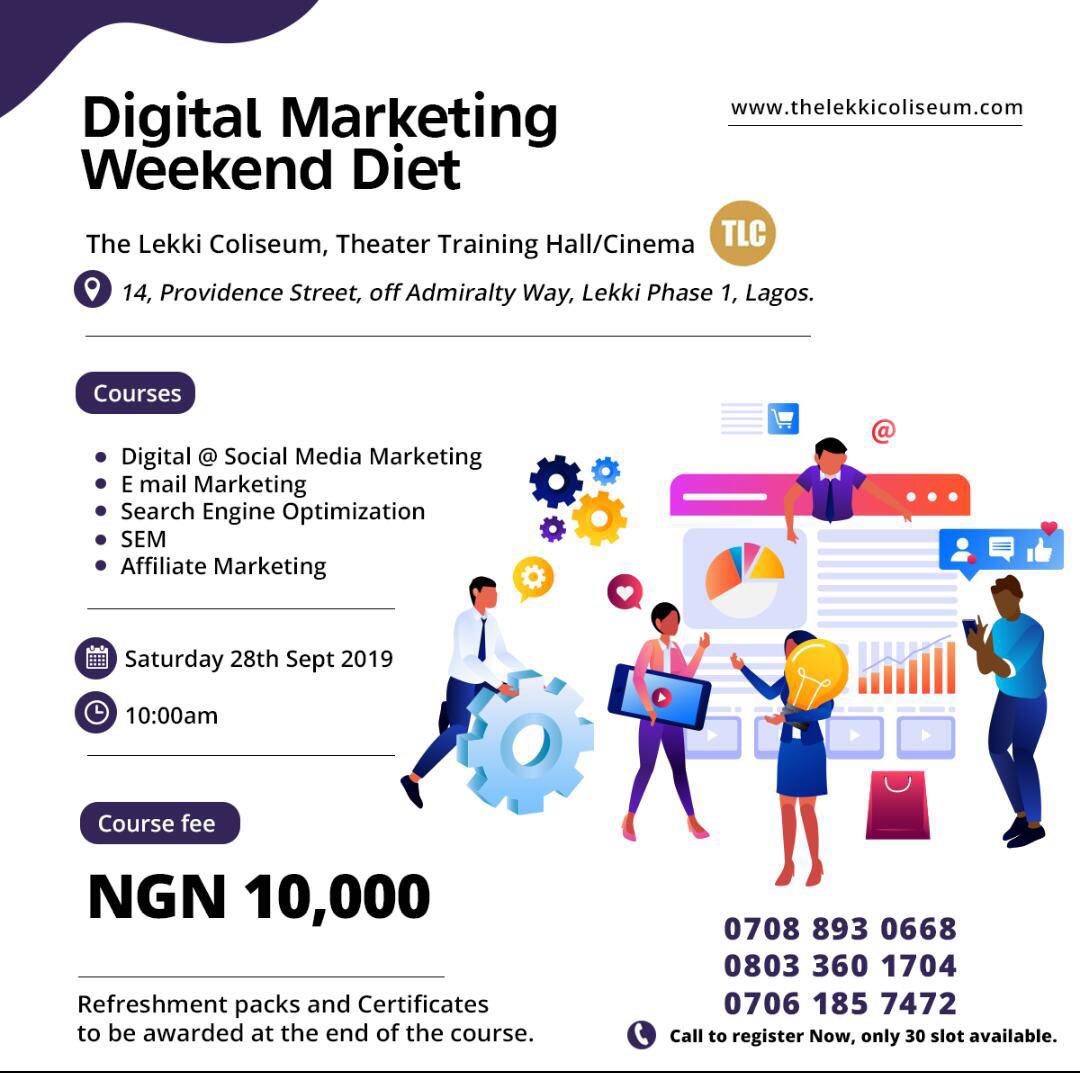 Digital Marketing
Weekend Diet
www.thelekkicoliseum.com
The Lekki Coliseum, Theater Training Hall/Cinema
TLC
14, Providence Street, off Admiralty Way, Lekki Phase 1, Lagos.
Courses
Digital @ Social Media Marketing
E mail Marketing
Search Engine Optimization
SEM
Affiliate Marketing
@
Saturday 28th Sept 2019
10:00am
Course fee
NGN 10,000
Refreshment packs and Certificates
to be awarded at the end of the course.
0708 893 0668
0803 360 1704
0706 185 7472
Call to register Now, only 30 slot available.